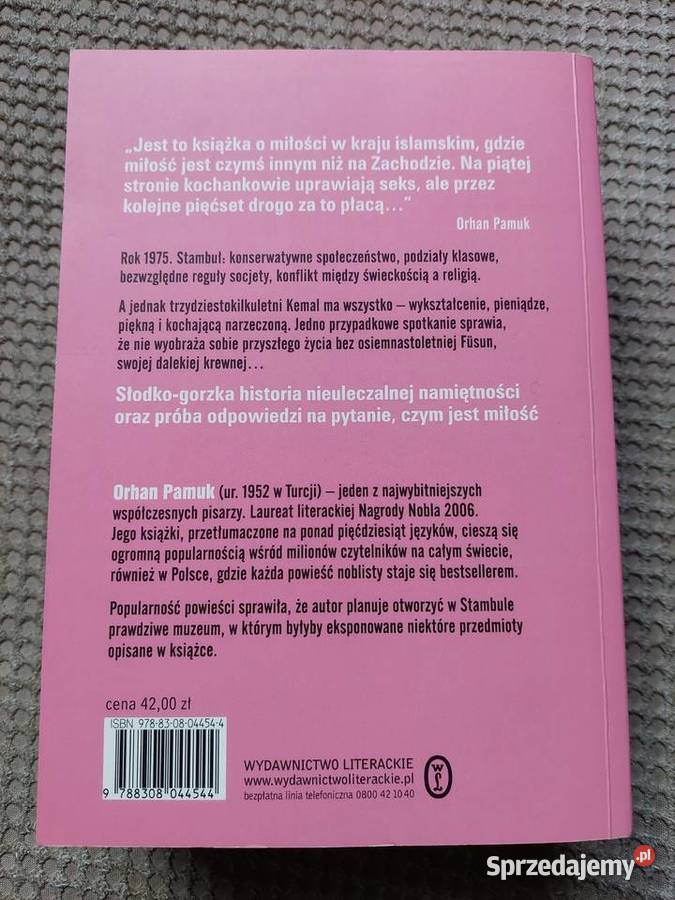 „Jest to książka o miłości w kraju islamskim, gdzie
miłość jest czymś innym niż na Zachodzie. Na piątej
stronie kochankowie uprawiają seks, ale przez
kolejne pięćset drogo za to płacą…”
Orhan Pamuk
Rok 1975. Stambuł: konserwatywne społeczeństwo, podziały klasowe,
bezwzględne reguły socjety, konflikt między świeckością a religią.
A jednak trzydziestokilkuletni Kemal ma wszystko – wykształcenie, pieniądze,
piękną i kochającą narzeczoną. Jedno przypadkowe spotkanie sprawia,
że nie wyobraża sobie przyszłego życia bez osiemnastoletniej Füsun,
swojej dalekiej krewnej…
Słodko-gorzka historia nieuleczalnej namiętności
oraz próba odpowiedzi na pytanie, czym jest miłość
Orhan Pamuk (ur. 1952 w Turcji) – jeden z najwybitniejszych
współczesnych pisarzy. Laureat literackiej Nagrody Nobla 2006.
Jego książki, przetłumaczone na ponad pięćdziesiąt języków, cieszą się
ogromną popularnością wśród milionów czytelników na całym świecie,
również w Polsce, gdzie każda powieść noblisty staje się bestsellerem.
Popularność powieści sprawiła, że autor planuje otworzyć w Stambule
prawdziwe muzeum, w którym byłyby eksponowane niektóre przedmioty
opisane w książce.
cena 42,00 zł
ISBN 978-83-08-04454-4
9 788308 044544
WYDAWNICTWO LITERACKIE
www.wydawnictwoliterackie.pl
bezpłatna linia telefoniczna 0800 42 10 40
Sprzedajemy.pl